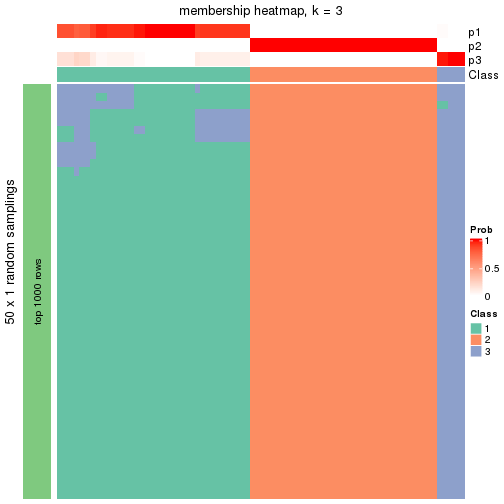 membership heatmap, k = 3
p1
p2
p3
Class
50 x 1 random samplings
top 1000 rows
Prob
1
0.5
0
Class
1
2
3